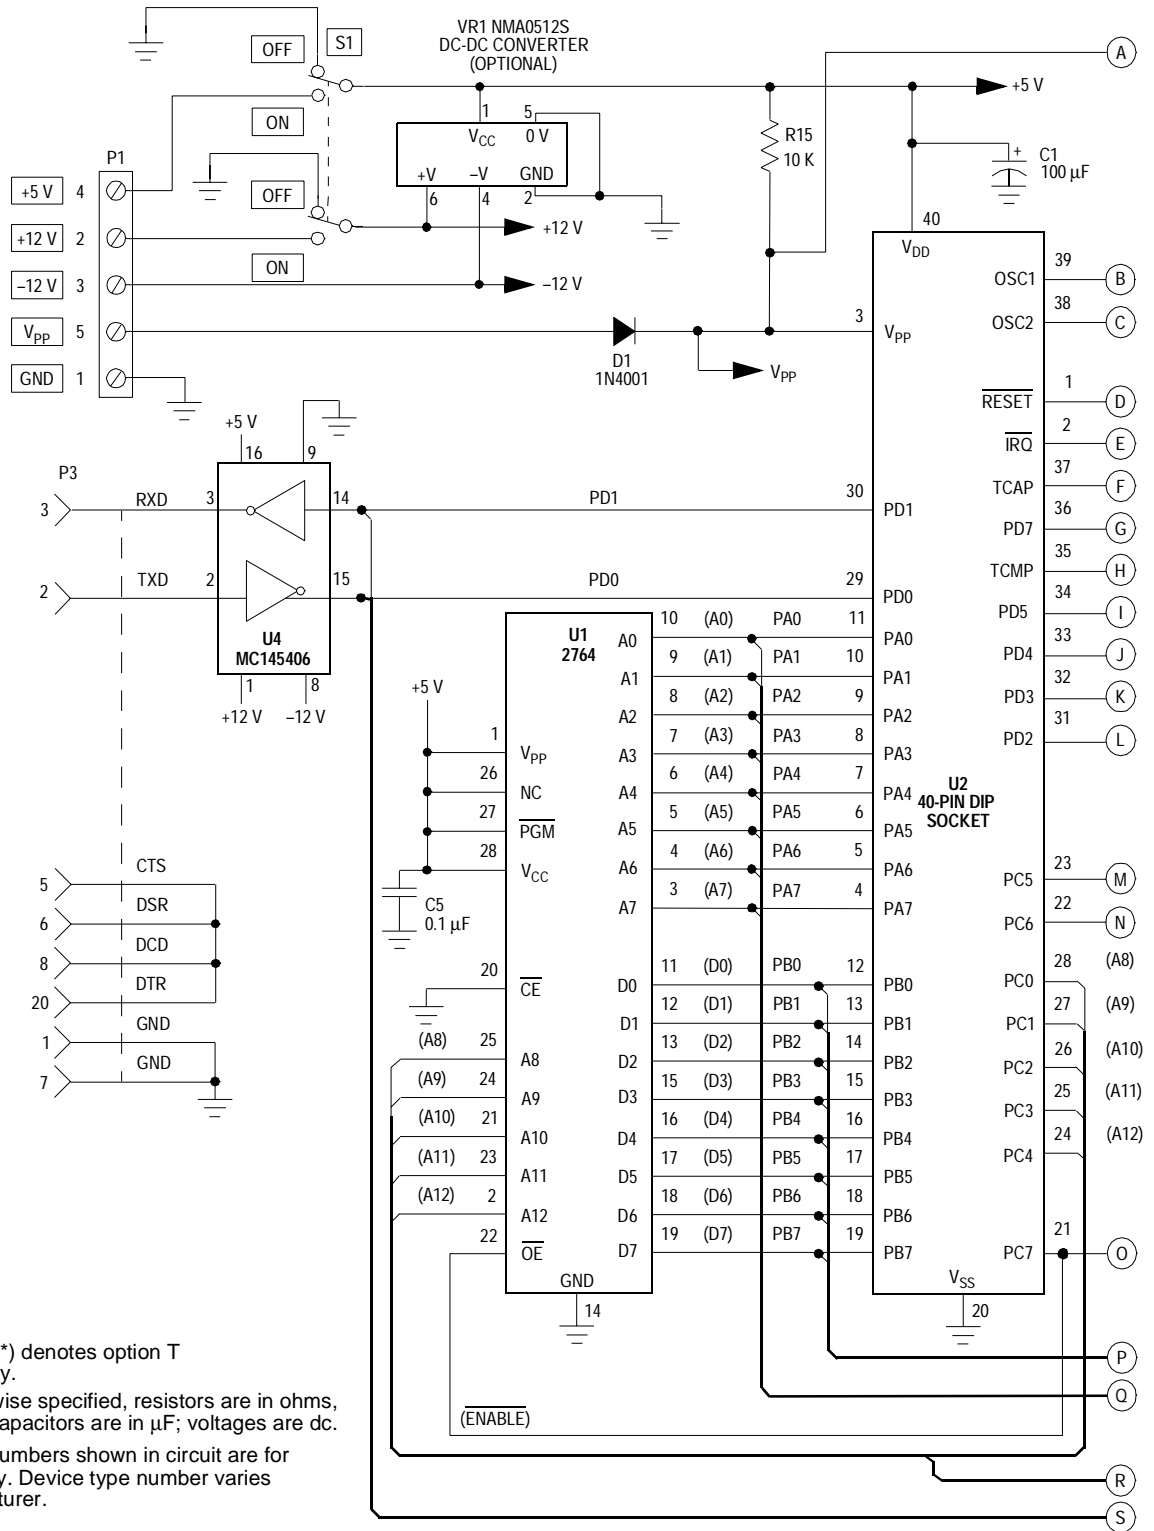 VR1 NMA0512S
DC-DC CONVERTER
(OPTIONAL)
OFF
S1
ON
A
+5 V
1
5
VCC
0 V
+V
–V
GND
6
4
2
R15
10 K
+
C1
100 µF
P1
+5 V 4
+12 V 2
–12 V 3
VPP 5
GND 1
OFF
ON
+12 V
–12 V
D1
1N4001
VPP
40
VDD
3
VPP
OSC1 39 B
OSC2 38 C
RESET 1 D
IRQ 2 E
TCAP 37 F
PD7 36 G
TCMP 35 H
PD5 34 I
PD4 33 J
PD3 32 K
PD2 31 L
+5 V
16
9
P3
3 RXD 3 14 PD1 30 PD1
2 TXD 2 15 PD0 29 PD0
U4
MC145406
1
8
+12 V
–12 V
U1
2764
U2
40-PIN DIP
SOCKET
A0 10 (A0) PA0 11 PA0
A1 9 (A1) PA1 10 PA1
A2 8 (A2) PA2 9 PA2
A3 7 (A3) PA3 8 PA3
A4 6 (A4) PA4 7 PA4
A5 5 (A5) PA5 6 PA5
A6 4 (A6) PA6 5 PA6
A7 3 (A7) PA7 4 PA7
+5 V
1 VPP
26 NC
27 PGM
28 VCC
C5
0.1 µF
5 CTS
6 DSR
8 DCD
20 DTR
1 GND
7 GND
20 CE
(A8) 25 A8
(A9) 24 A9
(A10) 21 A10
(A11) 23 A11
(A12) 2 A12
22 OE
D0 11 (D0) PB0 12 PB0
D1 12 (D1) PB1 13 PB1
D2 13 (D2) PB2 14 PB2
D3 15 (D3) PB3 15 PB3
D4 16 (D4) PB4 16 PB4
D5 17 (D5) PB5 17 PB5
D6 18 (D6) PB6 18 PB6
D7 19 (D7) PB7 19 PB7
GND
14
PC5 23 M
PC6 22 N
PC0 28 (A8)
PC1 27 (A9)
PC2 26 (A10)
PC3 25 (A11)
PC4 24 (A12)
PC7 21 O
VSS
20
P
Q
(ENABLE)
R
S
*) denotes option T
y.
wise specified, resistors are in ohms,
apacitors are in µF; voltages are dc.
umbers shown in circuit are for
y. Device type number varies
turer.